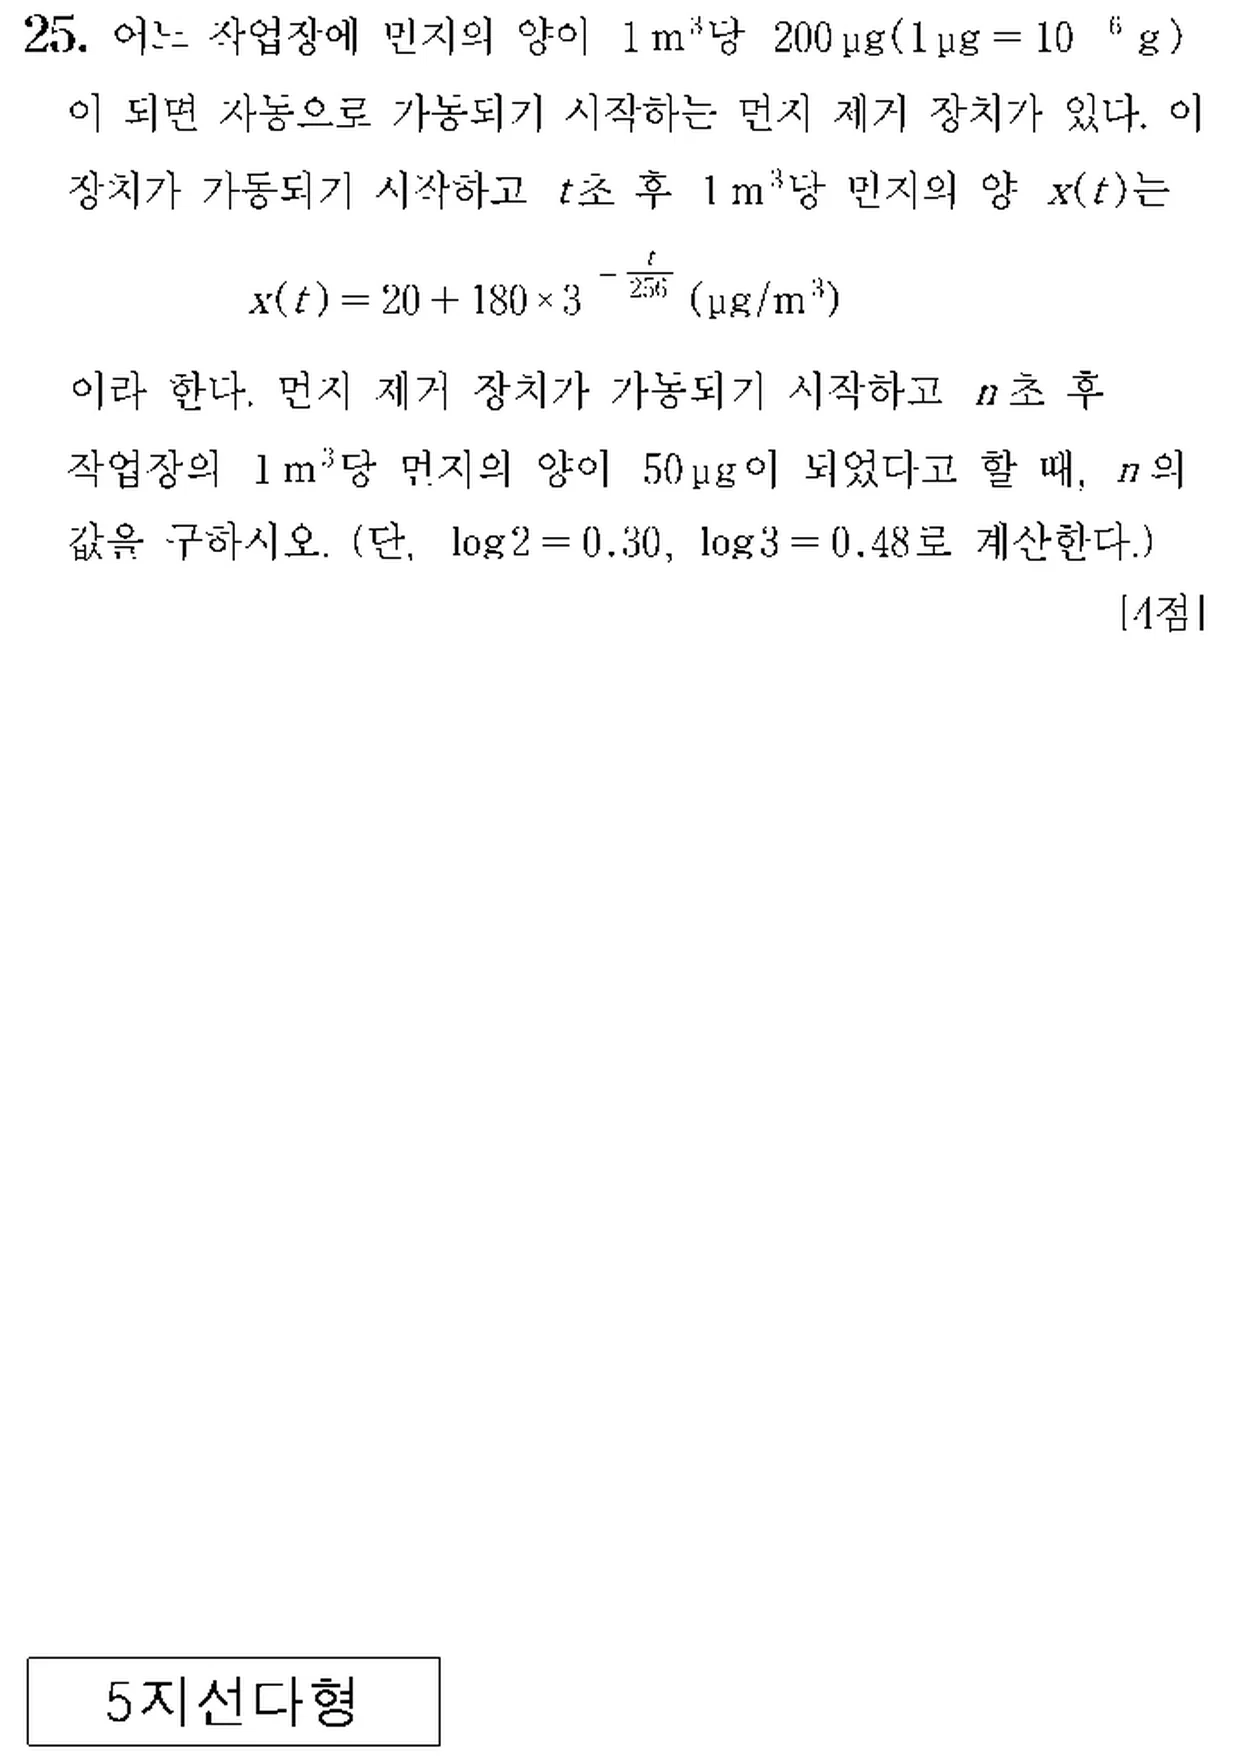 25. 어느 작업장에 먼지의 양이 1 m³당 200 μg(1 μg = 10 ⁶ g)
이 되면 자동으로 가동되기 시작하는 먼지 제거 장치가 있다. 이
장치가 가동되기 시작하고 t초 후 1 m³당 먼지의 양 x(t)는
x(t) = 20 + 180 × 3^(-t/256) (μg/m³)
이라 한다. 먼지 제거 장치가 가동되기 시작하고 n초 후
작업장의 1 m³당 먼지의 양이 50 μg이 되었다고 할 때, n의
값을 구하시오. (단, log 2 = 0.30, log 3 = 0.48로 계산한다.)
[4점]
5지선다형